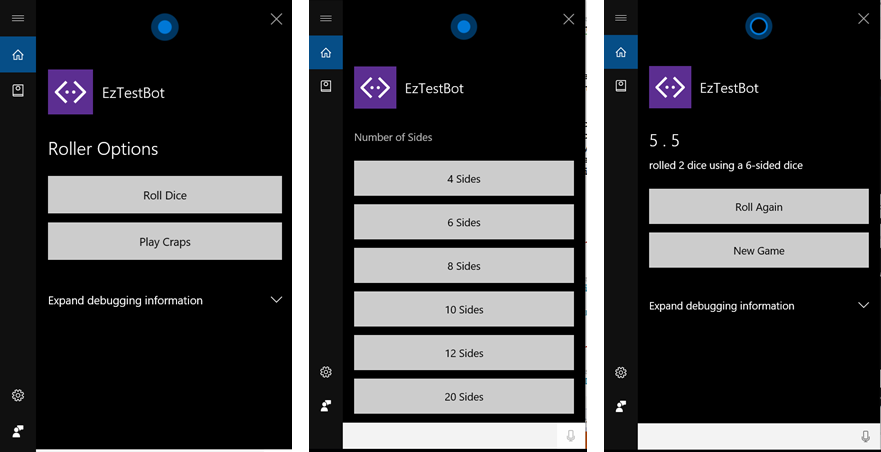 EzTestBot
Roller Options
Roll Dice
Play Craps
Expand debugging information
EzTestBot
Number of Sides
4 Sides
6 Sides
8 Sides
10 Sides
12 Sides
20 Sides
EzTestBot
5 . 5
rolled 2 dice using a 6-sided dice
Roll Again
New Game
Expand debugging information